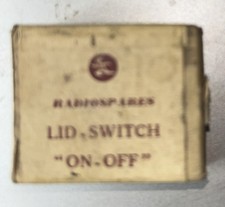 RADIOSPARES
LID SWITCH
"ON-OFF"